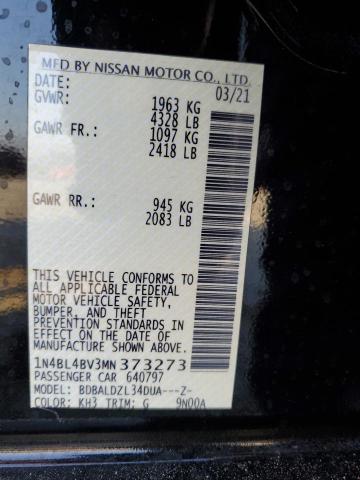 MFD BY NISSAN MOTOR CO., LTD.
DATE: 03/21
GVWR: 1963 KG
4328 LB
GAWR FR.: 1097 KG
2418 LB
GAWR RR.: 945 KG
2083 LB
THIS VEHICLE CONFORMS TO
ALL APPLICABLE FEDERAL
MOTOR VEHICLE SAFETY,
BUMPER, AND THEFT
PREVENTION STANDARDS IN
EFFECT ON THE DATE OF
MANUFACTURE SHOWN ABOVE.
1N4BL4BV3MN373273
PASSENGER CAR 640797
MODEL: BDBALDZL34DUA---Z-
COLOR: KH3 TRIM: G 9N00A